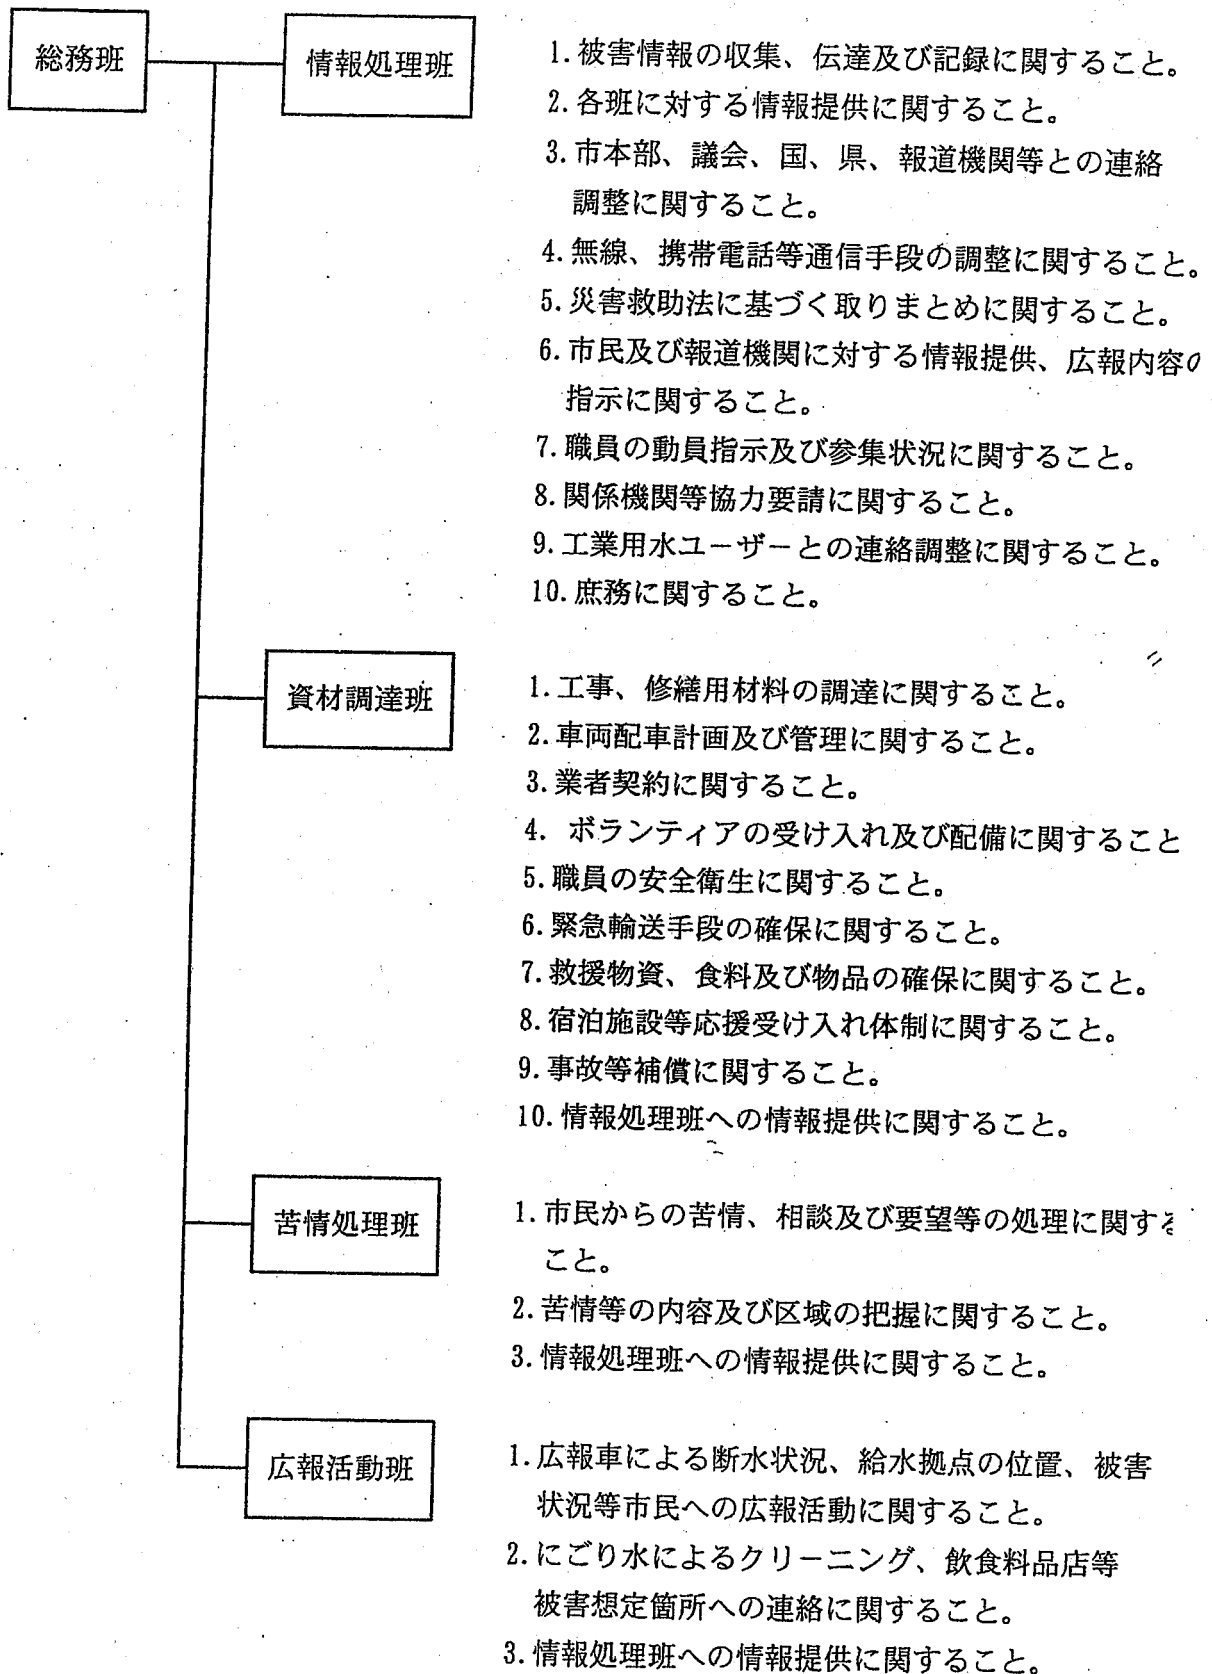 総務班
情報処理班
1.被害情報の収集、伝達及び記録に関すること。
2.各班に対する情報提供に関すること。
3.市本部、議会、国、県、報道機関等との連絡
調整に関すること。
4.無線、携帯電話等通信手段の調整に関すること。
5.災害救助法に基づく取りまとめに関すること。
6.市民及び報道機関に対する情報提供、広報内容の
指示に関すること。
7.職員の動員指示及び参集状況に関すること。
8.関係機関等協力要請に関すること。
9.工業用水ユーザーとの連絡調整に関すること。
10.庶務に関すること。
資材調達班
1.工事、修繕用材料の調達に関すること。
2.車両配車計画及び管理に関すること。
3.業者契約に関すること。
4. ボランティアの受け入れ及び配備に関すること
5.職員の安全衛生に関すること。
6.緊急輸送手段の確保に関すること。
7.救援物資、食料及び物品の確保に関すること。
8.宿泊施設等応援受け入れ体制に関すること。
9.事故等補償に関すること。
10.情報処理班への情報提供に関すること。
苦情処理班
1.市民からの苦情、相談及び要望等の処理に関する
こと。
2.苦情等の内容及び区域の把握に関すること。
3.情報処理班への情報提供に関すること。
広報活動班
1.広報車による断水状況、給水拠点の位置、被害
状況等市民への広報活動に関すること。
2.にごり水によるクリーニング、飲食料品店等
被害想定箇所への連絡に関すること。
3.情報処理班への情報提供に関すること。